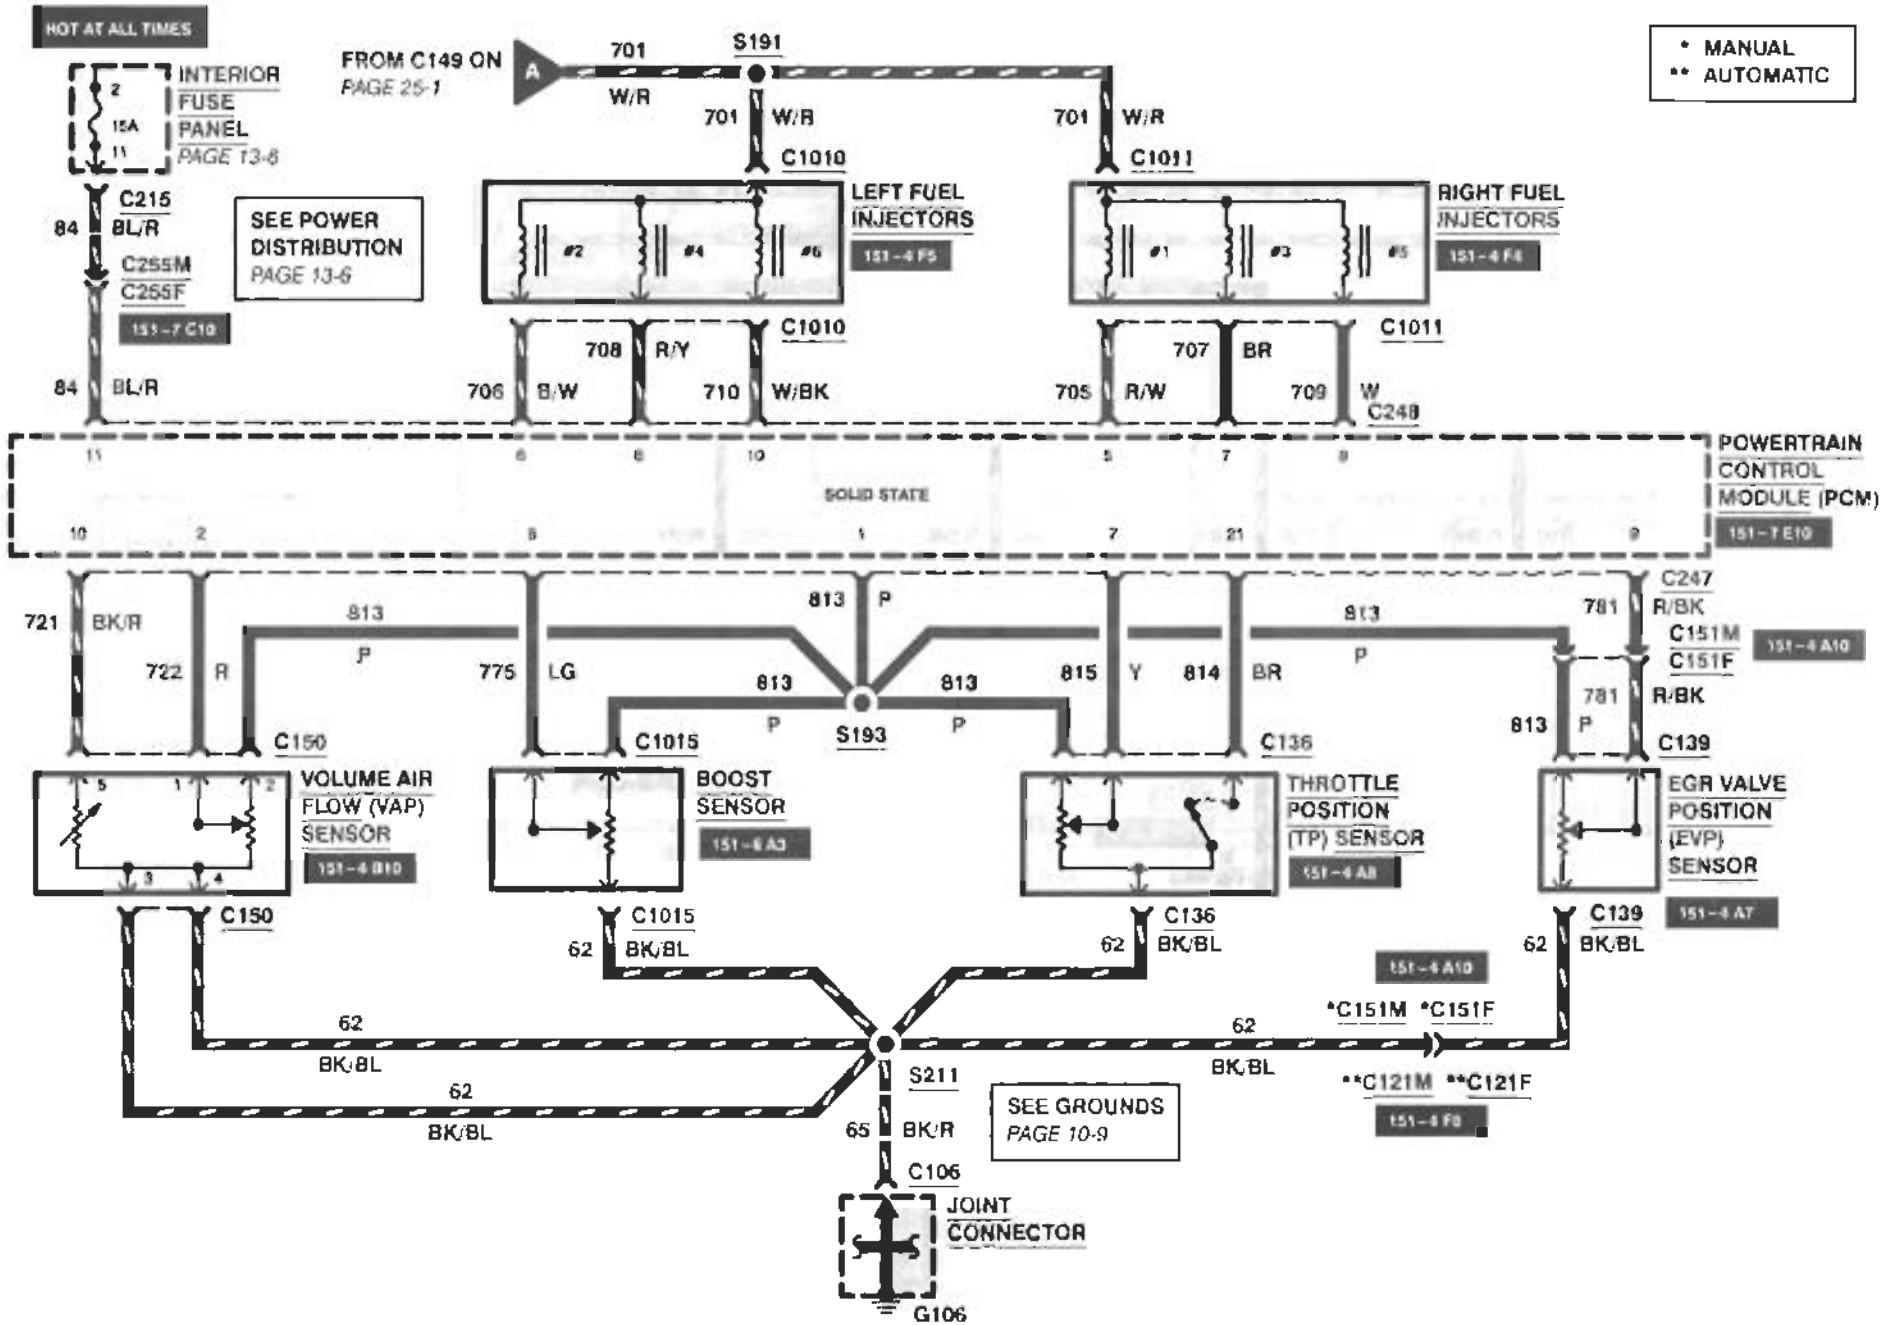 HOT AT ALL TIMES
INTERIOR
FUSE
PANEL
PAGE 13-6
2
15A
11
FROM C149 ON
PAGE 25-1
A
701
W/R
S191
* MANUAL
** AUTOMATIC
701 W/R
701 W/R
C1010
C1011
C215
84 BL/R
C255M
C255F
151-7 C10
SEE POWER
DISTRIBUTION
PAGE 13-6
#2 #4 #6
LEFT FUEL
INJECTORS
151-4 F5
#1 #3 #5
RIGHT FUEL
INJECTORS
151-4 F4
C1010
C1011
708 R/Y
707 BR
84 BL/R
706 B/W
710 W/BK
705 R/W
709 W
C248
11 6 8 10 5 7 9
SOLID STATE
POWERTRAIN
CONTROL
MODULE (PCM)
151-7 E10
10 2 8 1 7 21 9
C247
721 BK/R
813
P
813 P
813
P
781 R/BK
C151M
C151F
151-4 A10
722 R
775 LG
813
P
813
P
S193
815 Y
814 BR
781 R/BK
813 P
C150
C1015
C136
C139
5 1 2
3 4
VOLUME AIR
FLOW (VAP)
SENSOR
151-4 B10
BOOST
SENSOR
151-6 A3
THROTTLE
POSITION
(TP) SENSOR
151-4 A8
EGR VALVE
POSITION
(EVP)
SENSOR
151-4 A7
C150
C1015
62 BK/BL
C136
62 BK/BL
C139
62 BK/BL
151-4 A10
*C151M *C151F
62
BK/BL
62
BK/BL
**C121M **C121F
151-4 F8
62
BK/BL
S211
SEE GROUNDS
PAGE 10-9
65 BK/R
C106
JOINT
CONNECTOR
G106